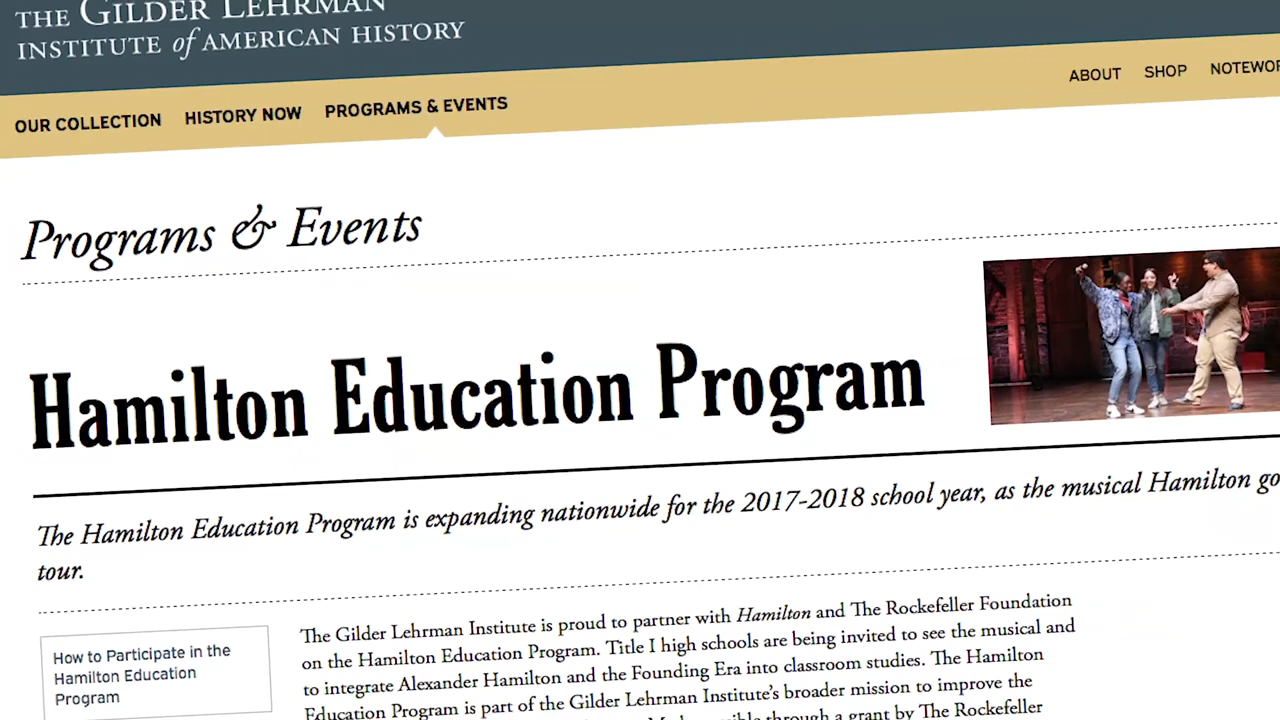 THE GILDER LEHRMAN
INSTITUTE of AMERICAN HISTORY
OUR COLLECTION HISTORY NOW PROGRAMS & EVENTS
ABOUT SHOP
Programs & Events
Hamilton Education Program
The Hamilton Education Program is expanding nationwide for the 2017-2018 school year, as the musical Hamilton
tour.
How to Participate in the
Hamilton Education
Program
The Gilder Lehrman Institute is proud to partner with Hamilton and The Rockefeller Foundation
on the Hamilton Education Program. Title I high schools are being invited to see the musical and
to integrate Alexander Hamilton and the Founding Era into classroom studies. The Hamilton
Education Program is part of the Gilder Lehrman Institute's broader mission to improve the
through a grant by The Rockefeller